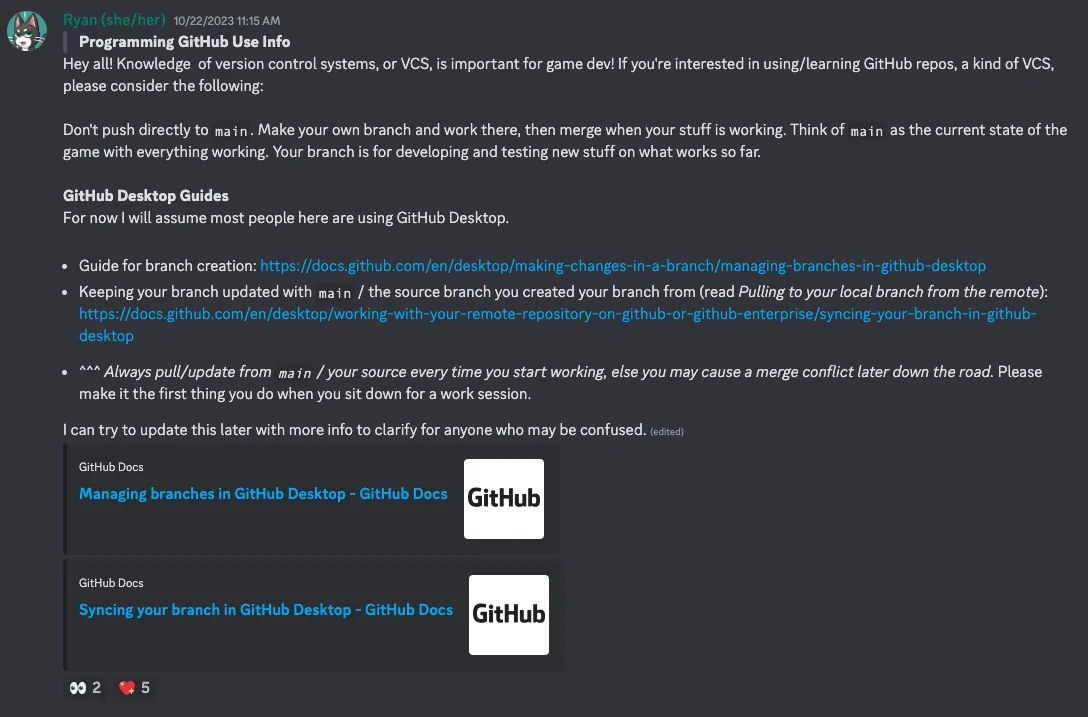 Ryan (she/her) 10/22/2023 11:15 AM
Programming GitHub Use Info
Hey all! Knowledge of version control systems, or VCS, is important for game dev! If you're interested in using/learning GitHub repos, a kind of VCS,
please consider the following:
Don't push directly to main. Make your own branch and work there, then merge when your stuff is working. Think of main as the current state of the
game with everything working. Your branch is for developing and testing new stuff on what works so far.
GitHub Desktop Guides
For now I will assume most people here are using GitHub Desktop.
• Guide for branch creation: https://docs.github.com/en/desktop/making-changes-in-a-branch/managing-branches-in-github-desktop
• Keeping your branch updated with main / the source branch you created your branch from (read Pulling to your local branch from the remote):
https://docs.github.com/en/desktop/working-with-your-remote-repository-on-github-or-github-enterprise/syncing-your-branch-in-github-
desktop
• ^^^ Always pull/update from main / your source every time you start working, else you may cause a merge conflict later down the road. Please
make it the first thing you do when you sit down for a work session.
I can try to update this later with more info to clarify for anyone who may be confused. (edited)
GitHub Docs
Managing branches in GitHub Desktop - GitHub Docs
GitHub
GitHub Docs
Syncing your branch in GitHub Desktop - GitHub Docs
GitHub
👀 2 💖 5